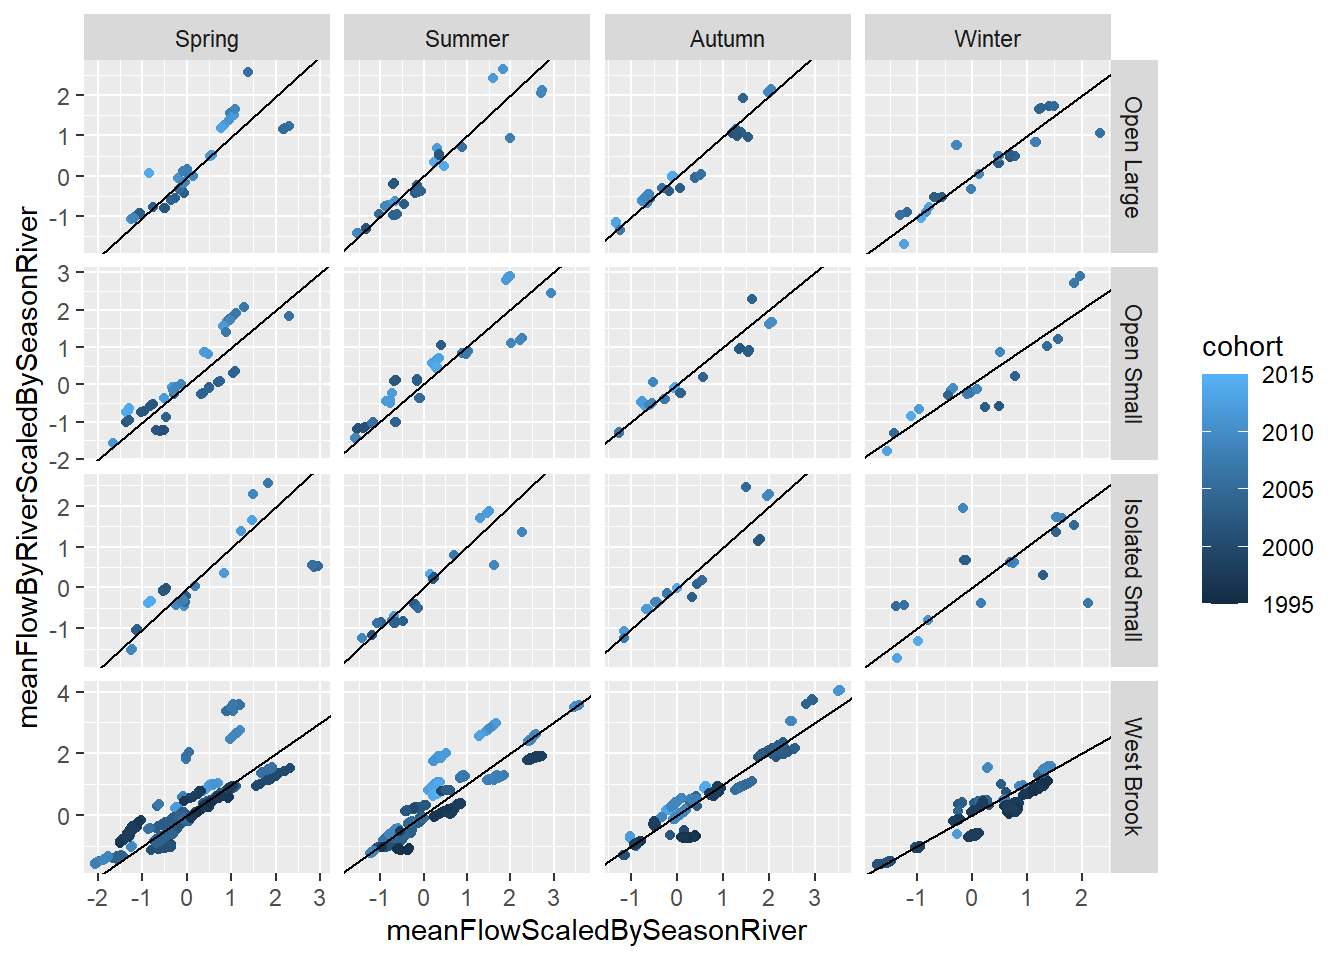 Spring Summer Autumn Winter
meanFlowByRiverScaledBySeasonRiver
2
1
0
-1
Open Large
3
2
1
0
-1
-2
Open Small
2
1
0
-1
Isolated Small
4
2
0
West Brook
-2 -1 0 1 2 3 -1 0 1 2 3 -1 0 1 2 3 -1 0 1 2
meanFlowScaledBySeasonRiver
cohort
2015
2010
2005
2000
1995